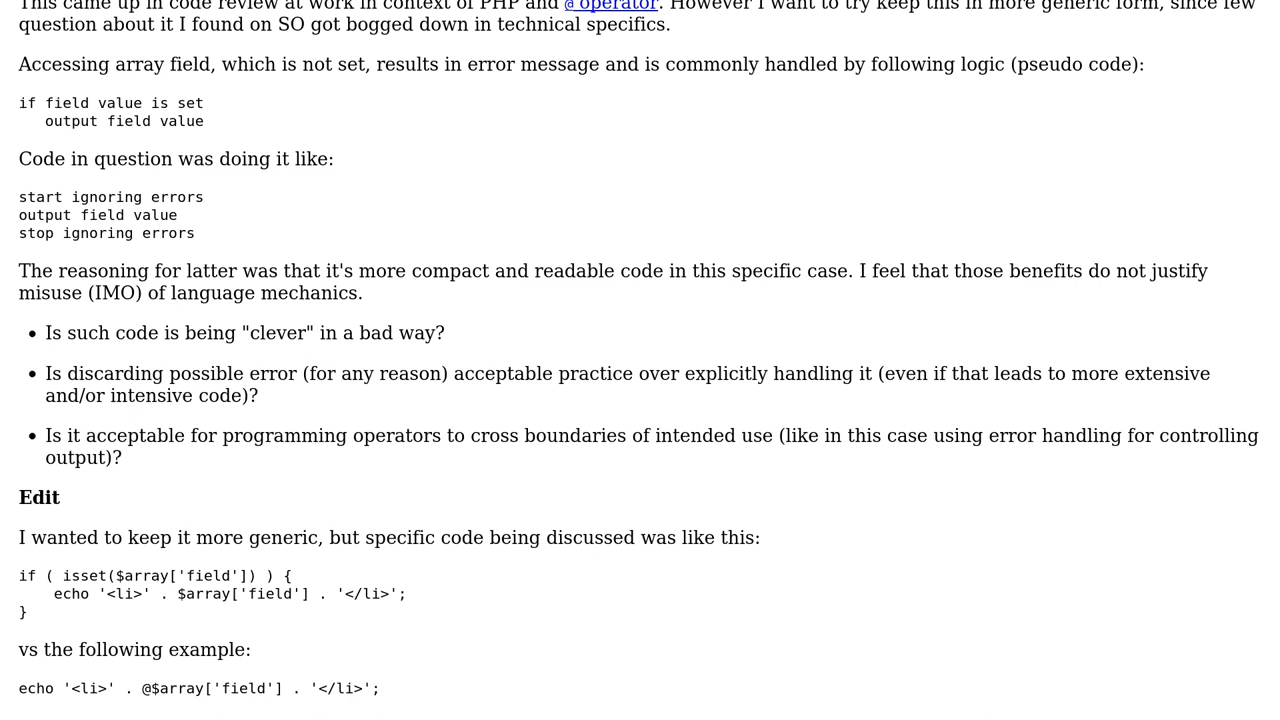 This came up in code review at work in context of PHP and @ operator. However I want to try keep this in more generic form, since few
question about it I found on SO got bogged down in technical specifics.
Accessing array field, which is not set, results in error message and is commonly handled by following logic (pseudo code):
if field value is set
   output field value
Code in question was doing it like:
start ignoring errors
output field value
stop ignoring errors
The reasoning for latter was that it's more compact and readable code in this specific case. I feel that those benefits do not justify
misuse (IMO) of language mechanics.
• Is such code is being "clever" in a bad way?
• Is discarding possible error (for any reason) acceptable practice over explicitly handling it (even if that leads to more extensive
and/or intensive code)?
• Is it acceptable for programming operators to cross boundaries of intended use (like in this case using error handling for controlling
output)?
Edit
I wanted to keep it more generic, but specific code being discussed was like this:
if ( isset($array['field']) ) {
    echo '<li>' . $array['field'] . '</li>';
}
vs the following example:
echo '<li>' . @$array['field'] . '</li>';